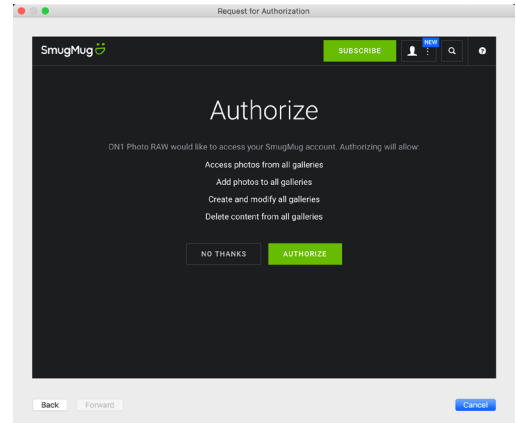 Request for Authorization
SmugMug
SUBSCRIBE
NEW
Authorize
DN1 Photo RAW would like to access your SmugMug account. Authorizing will allow:
Access photos from all galleries
Add photos to all galleries
Create and modify all galleries
Delete content from all galleries
NO THANKS
AUTHORIZE
Back
Forward
Cancel